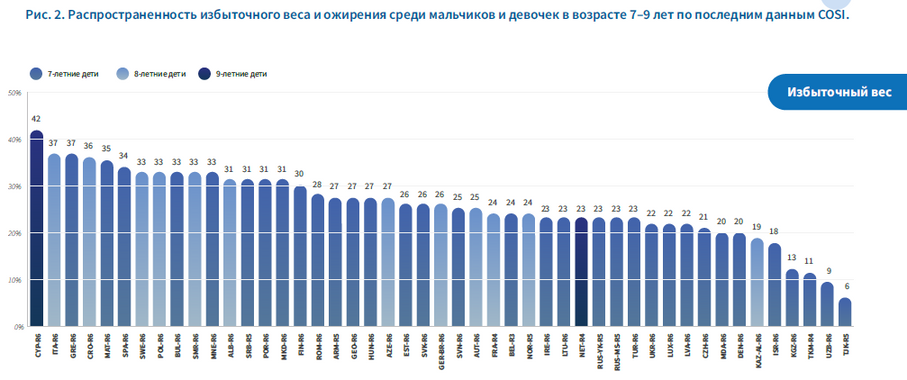 Рис. 2. Распространенность избыточного веса и ожирения среди мальчиков и девочек в возрасте 7–9 лет по последним данным COSI.
7-летние дети 8-летние дети 9-летние дети
Избыточный вес
50%
40%
30%
20%
10%
0%
42 37 37 36 35 34 33 33 33 33 33 31 31 31 31 30 28 27 27 27 27 26 26 26 25 25 24 24 24 23 23 23 23 23 23 22 22 22 21 20 20 19 18 13 11 9 6
CYP-R6 ITA-R6 GRE-R6 CRO-R6 MAT-R6 SPA-R6 SWE-R6 POL-R6 BUL-R6 SMR-R6 MNE-R6 ALB-R6 SRB-R5 POR-R6 MKD-R6 FIN-R6 ROM-R6 ARM-R5 GEO-R6 HUN-R6 AZE-R6 EST-R6 SVK-R6 GER-BR-R6 SVN-R6 AUT-R6 FRA-R4 BEL-R3 NOR-R5 IRE-R6 LTU-R6 NET-R4 RUS-YK-R5 RUS-MS-R5 TUR-R6 UKR-R6 LUX-R6 LVA-R6 CZH-R6 MDA-R6 DEN-R6 KAZ-AL-R6 ISR-R6 KGZ-R6 TKM-R4 UZB-R6 TJK-R5